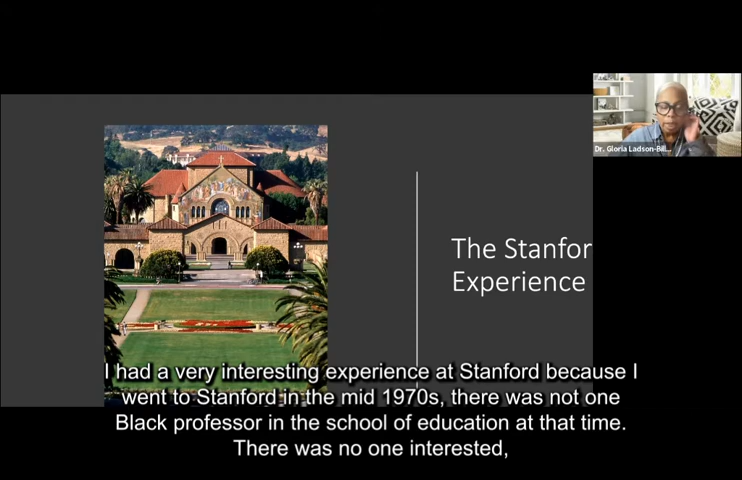 Dr. Gloria Ladson-Bill...
The Stanfor
Experience
I had a very interesting experience at Stanford because I
went to Stanford in the mid 1970s, there was not one
Black professor in the school of education at that time.
There was no one interested,